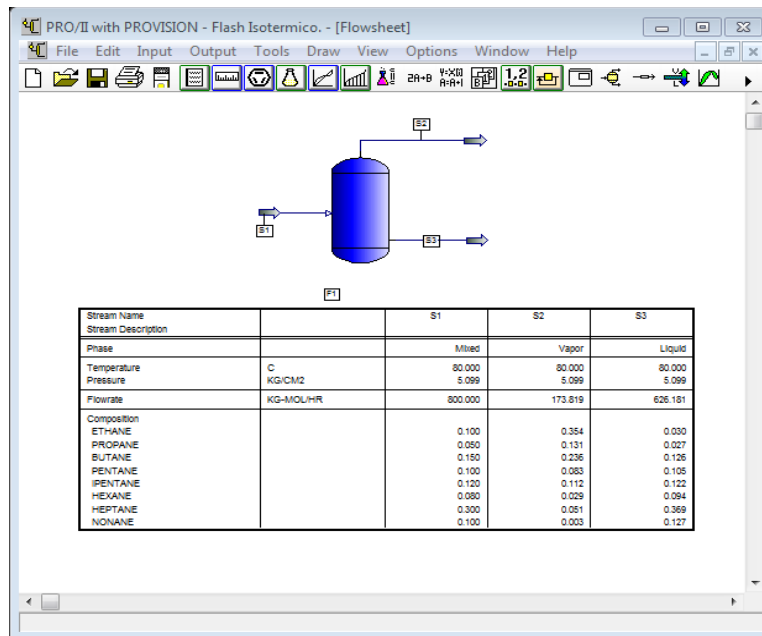 PRO/II with PROVISION - Flash Isotermico. - [Flowsheet]
File Edit Input Output Tools Draw View Options Window Help
2A+B
1.2
S2
S1
S3
F1
Stream Name S1 S2 S3
Stream Description
Phase Mixed Vapor Liquid
Temperature C 80.000 80.000 80.000
Pressure KG/CM2 5.099 5.099 5.099
Flowrate KG-MOL/HR 800.000 173.819 626.181
Composition
ETHANE 0.100 0.354 0.030
PROPANE 0.050 0.131 0.027
BUTANE 0.150 0.236 0.126
PENTANE 0.100 0.083 0.105
IPENTANE 0.120 0.112 0.122
HEXANE 0.080 0.029 0.094
HEPTANE 0.300 0.051 0.369
NONANE 0.100 0.003 0.127